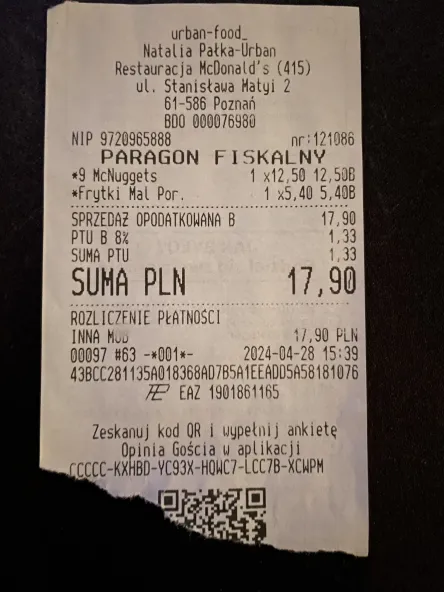 urban-food_
Natalia Pałka-Urban
Restauracja McDonald's (415)
ul. Stanisława Matyi 2
61-586 Poznań
BDO 000076980
NIP 9720965888 nr:121086
PARAGON FISKALNY
*9 McNuggets 1 x12,50 12,50B
*Frytki Mał Por. 1 x5,40 5,40B
SPRZEDAŻ OPODATKOWANA B 17,90
PTU B 8% 1,33
SUMA PTU 1,33
SUMA PLN 17,90
ROZLICZENIE PŁATNOŚCI
INNA MOB 17,90 PLN
00097 #63 -*001*- 2024-04-28 15:39
43BCC281135A018368AD7B5A1EEADD5A58181076
EAZ 1901861165
Zeskanuj kod QR i wypełnij ankietę
Opinia Gościa w aplikacji
CCCCC-KXHBD-YC93X-HQWC7-LCC7B-XCWPM